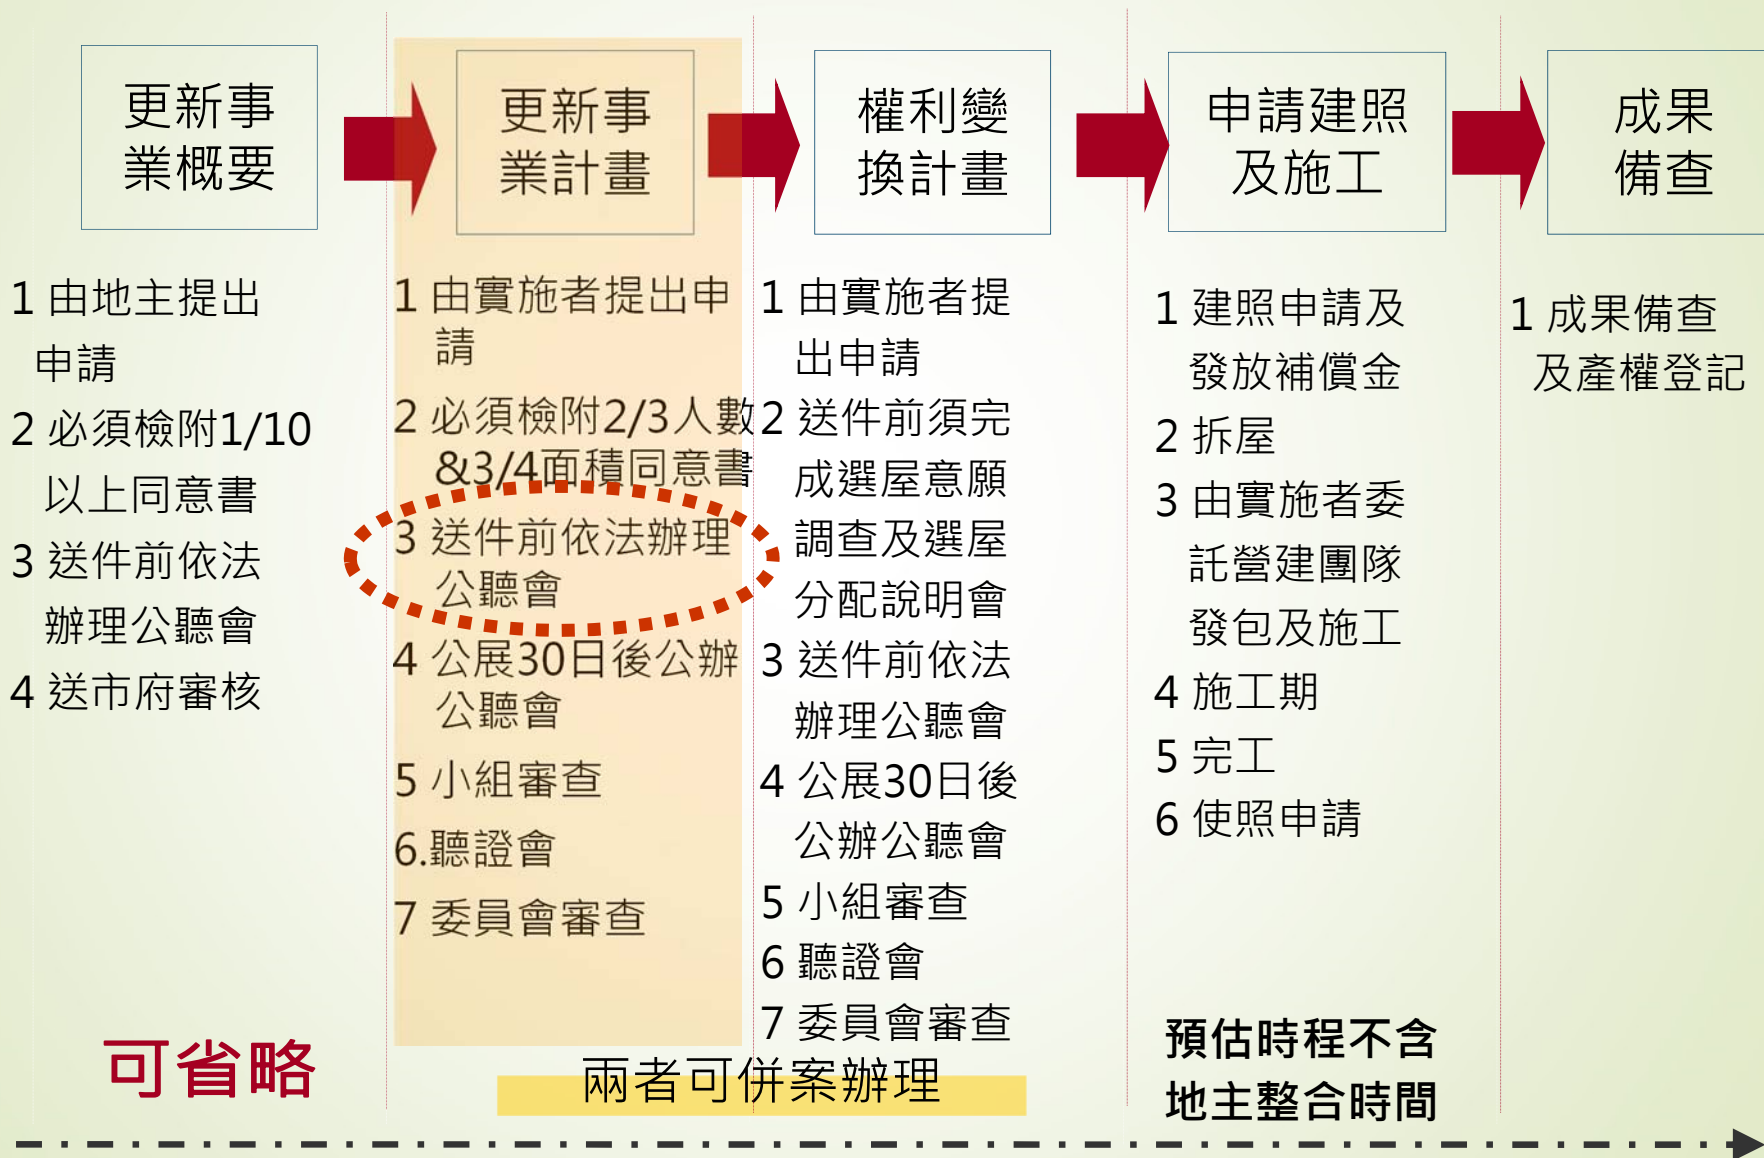 更新事
業概要
更新事
業計畫
權利變
換計畫
申請建照
及施工
成果
備查
1 由地主提出
申請
2 必須檢附1/10
以上同意書
3 送件前依法
辦理公聽會
4 送市府審核
可省略
1 由實施者提出申
請
2 必須檢附2/3人數
&3/4面積同意書
3 送件前依法辦理
公聽會
4 公展30日後公辦
公聽會
5 小組審查
6.聽證會
7 委員會審查
1 由實施者提
出申請
2 送件前須完
成選屋意願
調查及選屋
分配說明會
3 送件前依法
辦理公聽會
4 公展30日後
公辦公聽會
5 小組審查
6 聽證會
7 委員會審查
兩者可併案辦理
1 建照申請及
發放補償金
2 拆屋
3 由實施者委
託營建團隊
發包及施工
4 施工期
5 完工
6 使照申請
預估時程不含
地主整合時間
1 成果備查
及產權登記